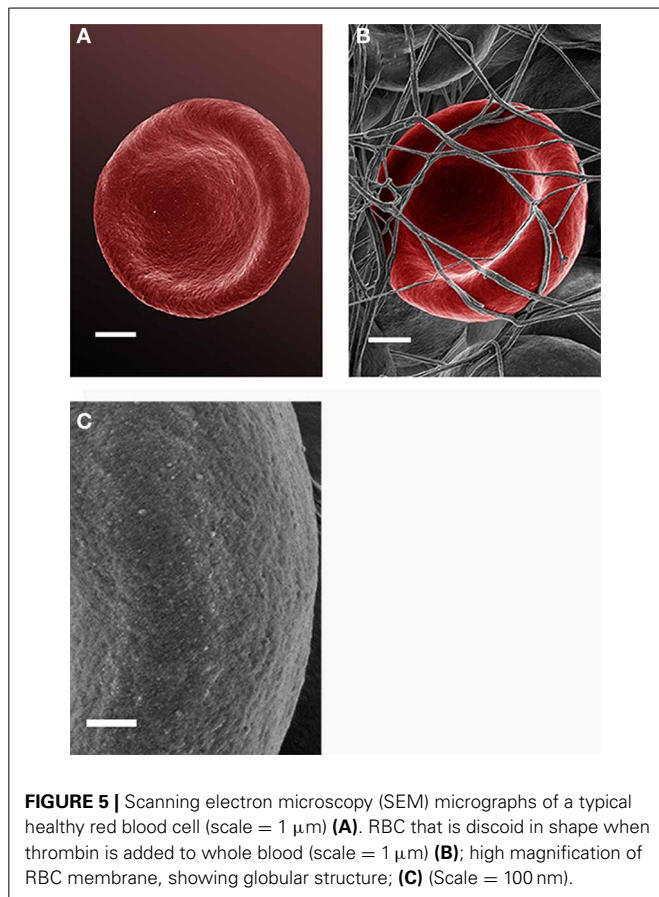 A
B
C
FIGURE 5 | Scanning electron microscopy (SEM) micrographs of a typical
healthy red blood cell (scale = 1 μm) (A). RBC that is discoid in shape when
thrombin is added to whole blood (scale = 1 μm) (B); high magnification of
RBC membrane, showing globular structure; (C) (Scale = 100 nm).